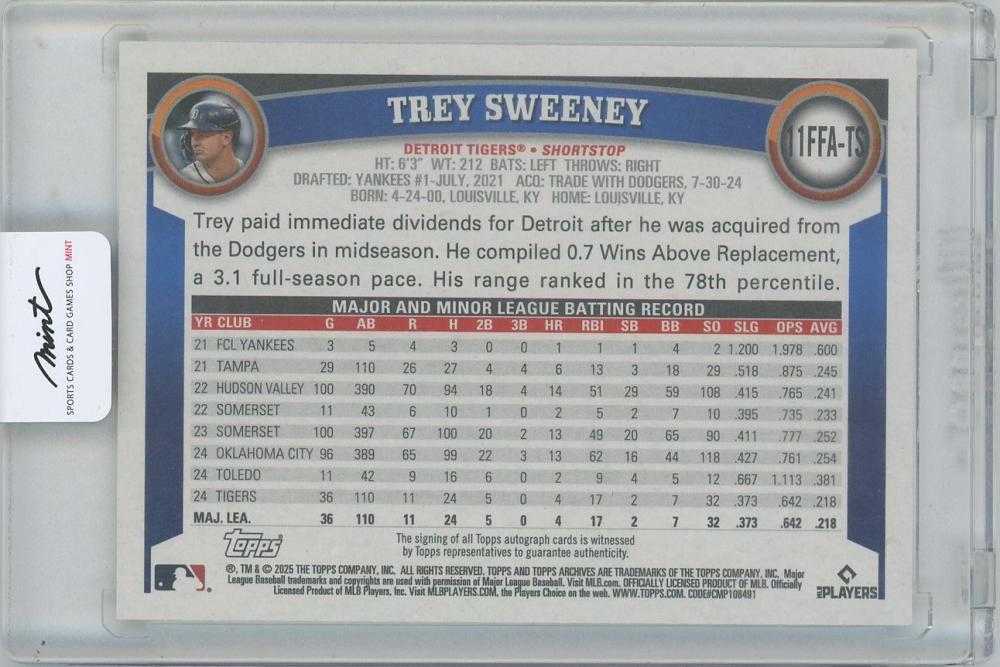 TREY SWEENEY
11FFA-TS
DETROIT TIGERS® • SHORTSTOP
HT: 6'3" WT: 212 BATS: LEFT THROWS: RIGHT
DRAFTED: YANKEES #1-JULY, 2021 ACQ: TRADE WITH DODGERS, 7-30-24
BORN: 4-24-00, LOUISVILLE, KY HOME: LOUISVILLE, KY
Trey paid immediate dividends for Detroit after he was acquired from
the Dodgers in midseason. He compiled 0.7 Wins Above Replacement,
a 3.1 full-season pace. His range ranked in the 78th percentile.
MAJOR AND MINOR LEAGUE BATTING RECORD
YR CLUB G AB R H 2B 3B HR RBI SB BB SO SLG OPS AVG
21 FCL YANKEES 3 5 4 3 0 0 1 1 1 4 2 1.200 1.978 .600
21 TAMPA 29 110 26 27 4 4 6 13 3 18 29 .518 .875 .245
22 HUDSON VALLEY 100 390 70 94 18 4 14 51 29 59 108 .415 .765 .241
22 SOMERSET 11 43 6 10 1 0 2 5 2 7 10 .395 .735 .233
23 SOMERSET 100 397 67 100 20 2 13 49 20 65 90 .411 .777 .252
24 OKLAHOMA CITY 96 389 65 99 22 3 13 62 16 44 118 .427 .761 .254
24 TOLEDO 11 42 9 16 6 0 2 9 4 5 12 .667 1.113 .381
24 TIGERS 36 110 11 24 5 0 4 17 2 7 32 .373 .642 .218
MAJ. LEA. 36 110 11 24 5 0 4 17 2 7 32 .373 .642 .218
Topps
The signing of all Topps autograph cards is witnessed
by Topps representatives to guarantee authenticity.
®, TM & © 2025 THE TOPPS COMPANY, INC. ALL RIGHTS RESERVED. TOPPS AND TOPPS ARCHIVES ARE TRADEMARKS OF THE TOPPS COMPANY, INC. Major
League Baseball trademarks and copyrights are used with permission of Major League Baseball. Visit MLB.com. OFFICIALLY LICENSED PRODUCT OF MLB. Officially
Licensed Product of MLB Players, Inc. Visit MLBPLAYERS.COM, the Players Choice on the web. WWW.TOPPS.COM. CODE#CMP108491
MLB PLAYERS
mint
SPORTS CARDS & CARD GAMES SHOP MINT